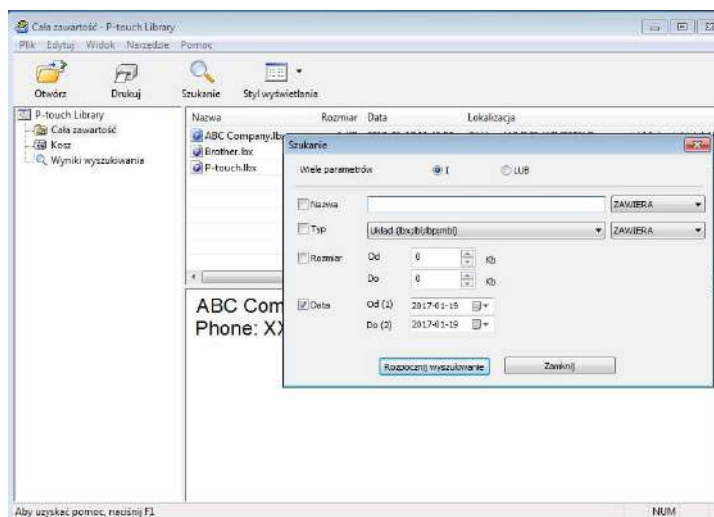 Cała zawartość - P-touch Library
Plik Edytuj Widok Narzędzie Pomoc
Otwórz Drukuj Szukanie Styl wyświetlania
P-touch Library
Cała zawartość
Kosz
Wyniki wyszukiwania
Nazwa Rozmiar Data Lokalizacja
ABC Company.lbx
Brother.lbx
P-touch.lbx
Szukanie
Wiele parametrów I LUB
Nazwa ZAWIERA
Typ Układ (lbx;lbl;lbp;mbl) ZAWIERA
Rozmiar Od 0 Kb
Do 0 Kb
Data Od (1) 2017-01-19
Do (2) 2017-01-19
Rozpocznij wyszukiwanie Zamknij
ABC Com
Phone: XX
Aby uzyskać pomoc, naciśnij F1 NUM